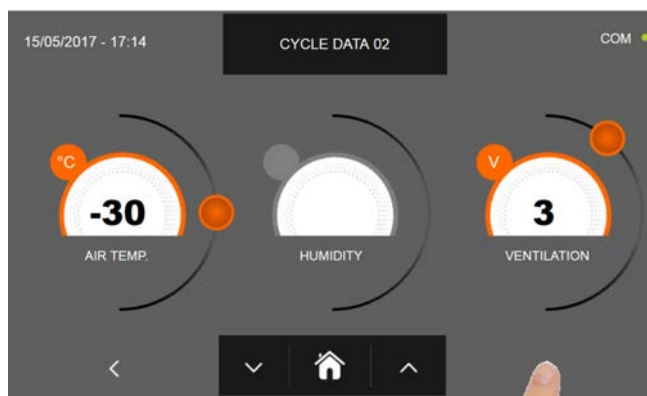 15/05/2017 - 17:14
CYCLE DATA 02
COM
°C
-30
AIR TEMP.
HUMIDITY
V
3
VENTILATION